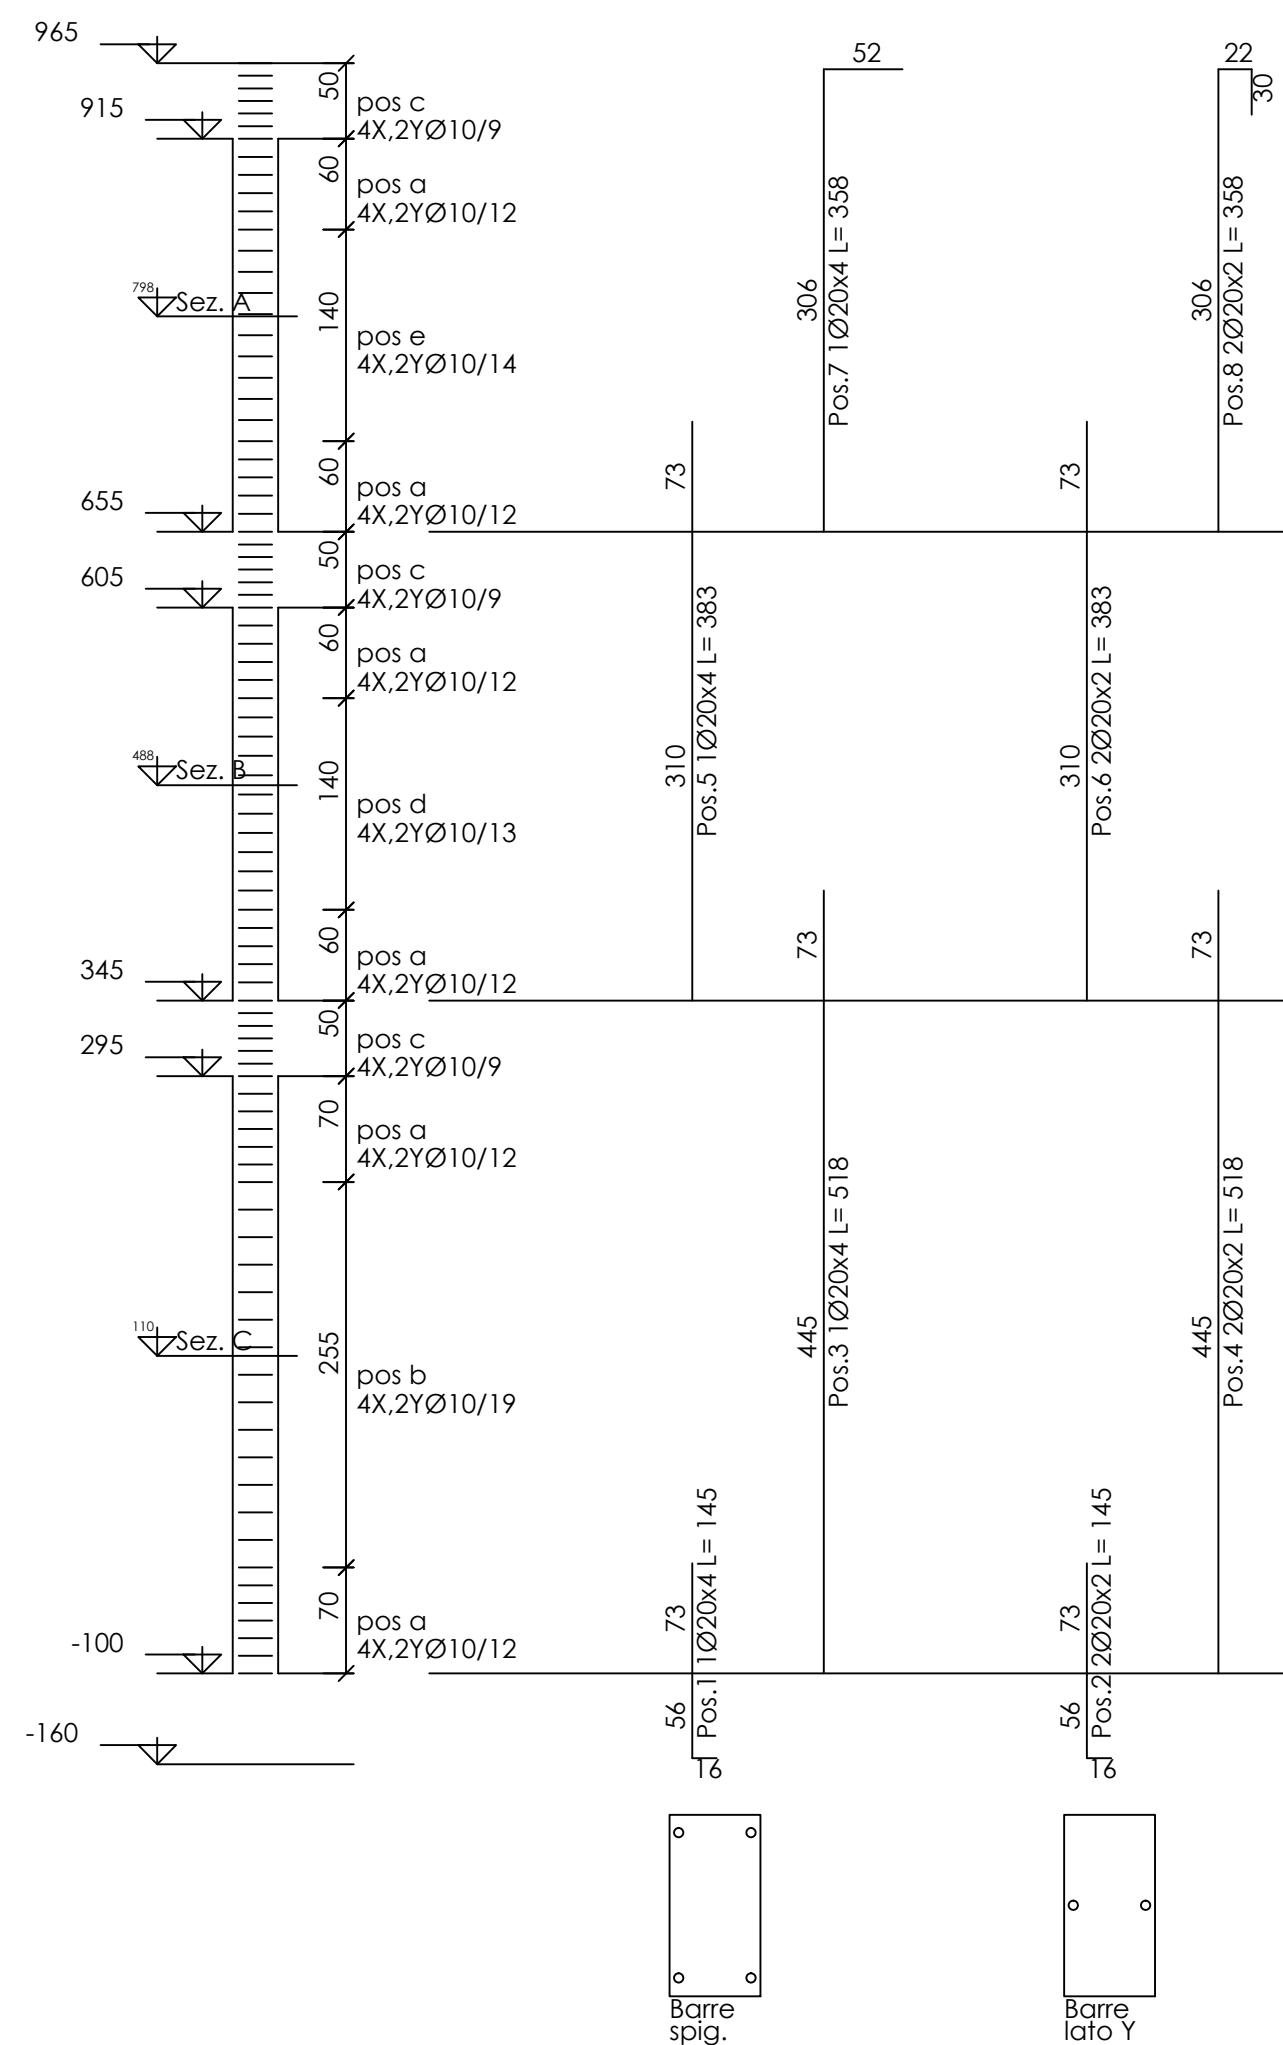 965
50
52
22
30
915
pos c
4X,2YØ10/9
60
pos a
4X,2YØ10/12
798
Sez. A
140
pos e
4X,2YØ10/14
306
Pos.7 1Ø20x4 L= 358
306
Pos.8 2Ø20x2 L= 358
60
pos a
4X,2YØ10/12
73
73
655
50
pos c
4X,2YØ10/9
605
60
pos a
4X,2YØ10/12
310
Pos.5 1Ø20x4 L= 383
310
Pos.6 2Ø20x2 L= 383
488
Sez. B
140
pos d
4X,2YØ10/13
60
pos a
4X,2YØ10/12
73
73
345
50
pos c
4X,2YØ10/9
295
70
pos a
4X,2YØ10/12
445
Pos.3 1Ø20x4 L= 518
445
Pos.4 2Ø20x2 L= 518
110
Sez. C
255
pos b
4X,2YØ10/19
70
pos a
4X,2YØ10/12
73
Pos.1 1Ø20x4 L= 145
73
Pos.2 2Ø20x2 L= 145
-100
56
56
-160
16
16
Barre
spig.
Barre
lato Y